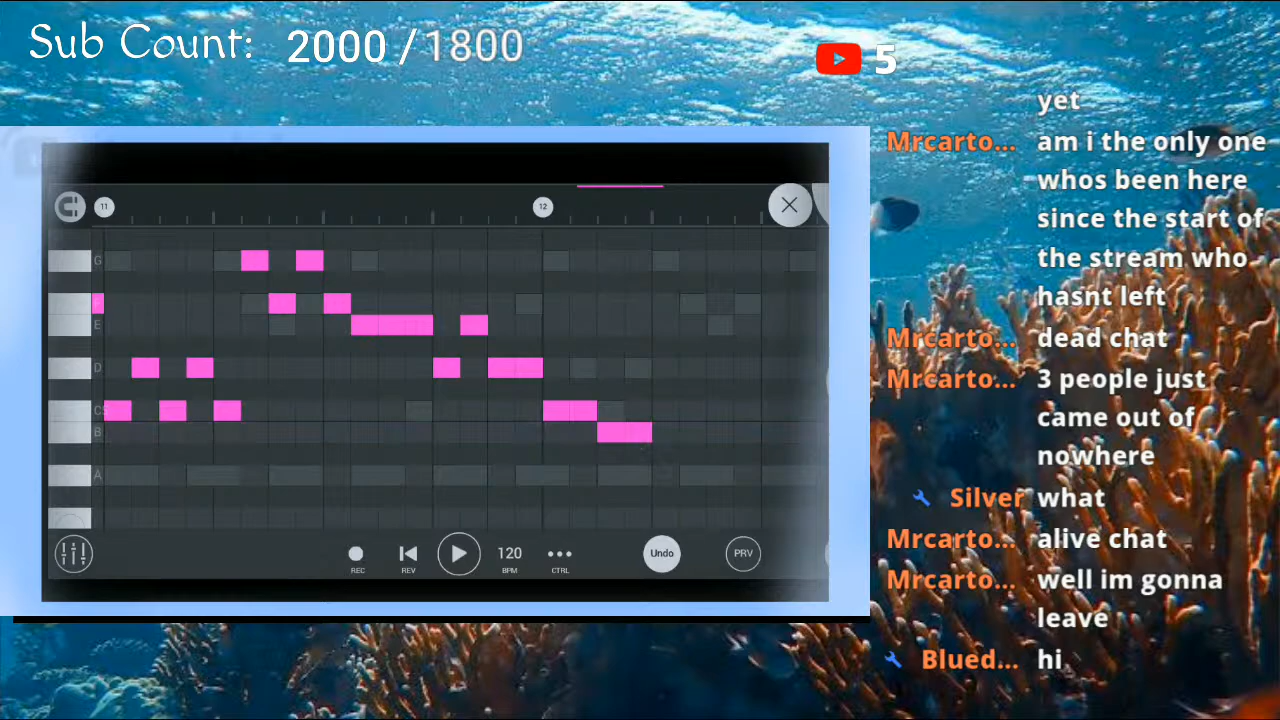 Sub Count: 2000 / 1800
5
yet
Mrcarto... am i the only one
whos been here
since the start of
the stream who
hasnt left
Mrcarto... dead chat
Mrcarto... 3 people just
came out of
nowhere
Silver what
Mrcarto... alive chat
Mrcarto... well im gonna
leave
Blued... hi
11
12
G
E
D
B
A
REC
REV
120
BPM
CTRL
Undo
PRV